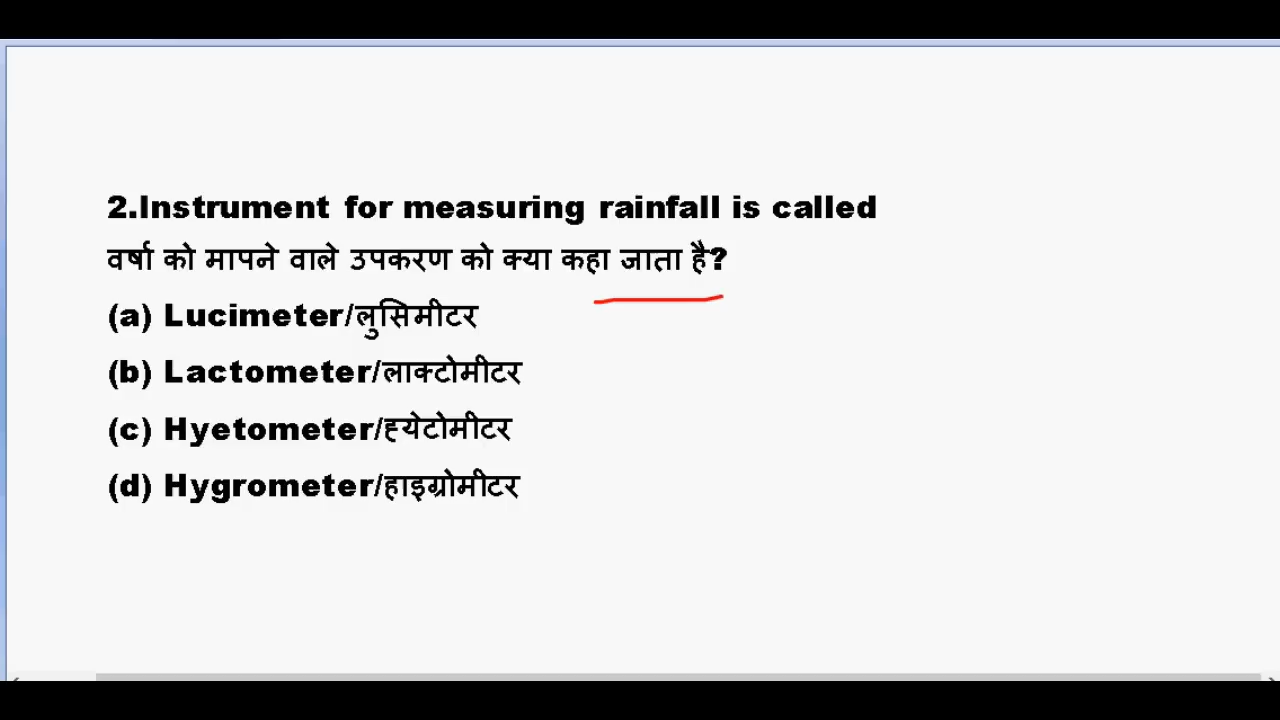 2.Instrument for measuring rainfall is called
वर्षा को मापने वाले उपकरण को क्या कहा जाता है?
(a) Lucimeter/लुसिमीटर
(b) Lactometer/लाक्टोमीटर
(c) Hyetometer/ह्येटोमीटर
(d) Hygrometer/हाइग्रोमीटर